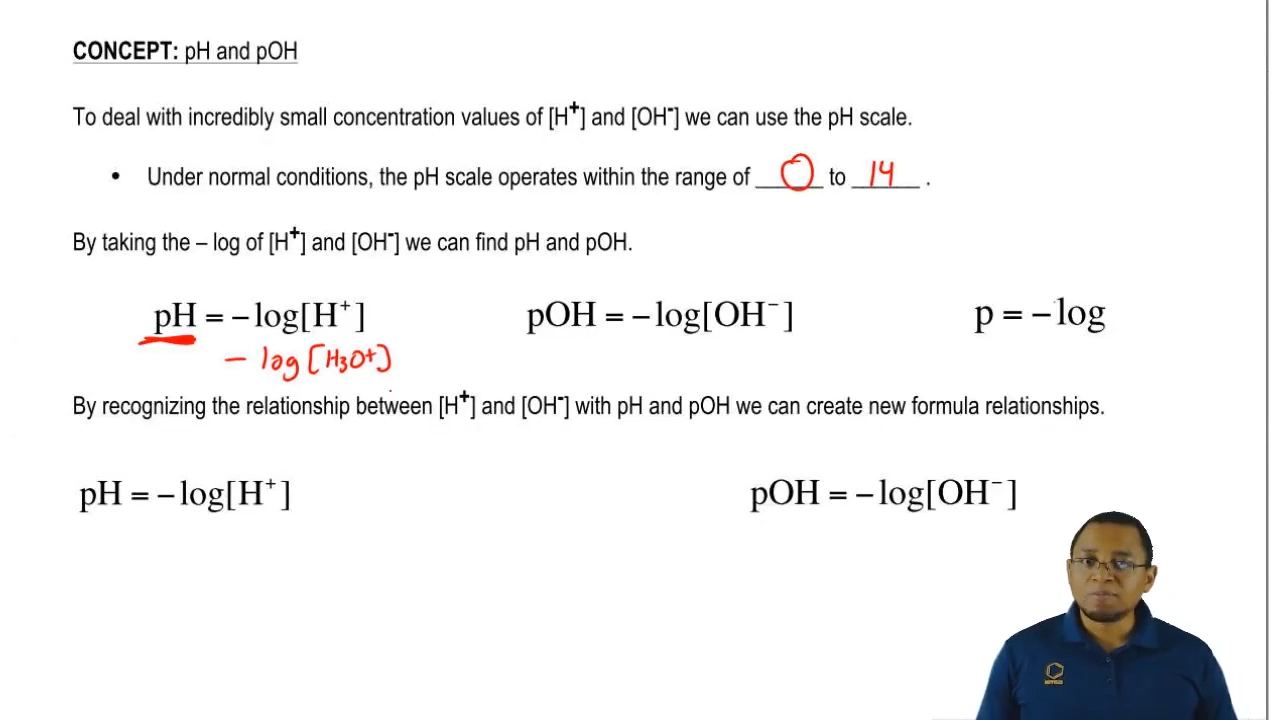 CONCEPT: pH and pOH
To deal with incredibly small concentration values of [H⁺] and [OH⁻] we can use the pH scale.
• Under normal conditions, the pH scale operates within the range of 0 to 14 .
By taking the – log of [H⁺] and [OH⁻] we can find pH and pOH.
pH = −log[H⁺] pOH = −log[OH⁻] p = −log
− log [H₃O⁺]
By recognizing the relationship between [H⁺] and [OH⁻] with pH and pOH we can create new formula relationships.
pH = −log[H⁺] pOH = −log[OH⁻]